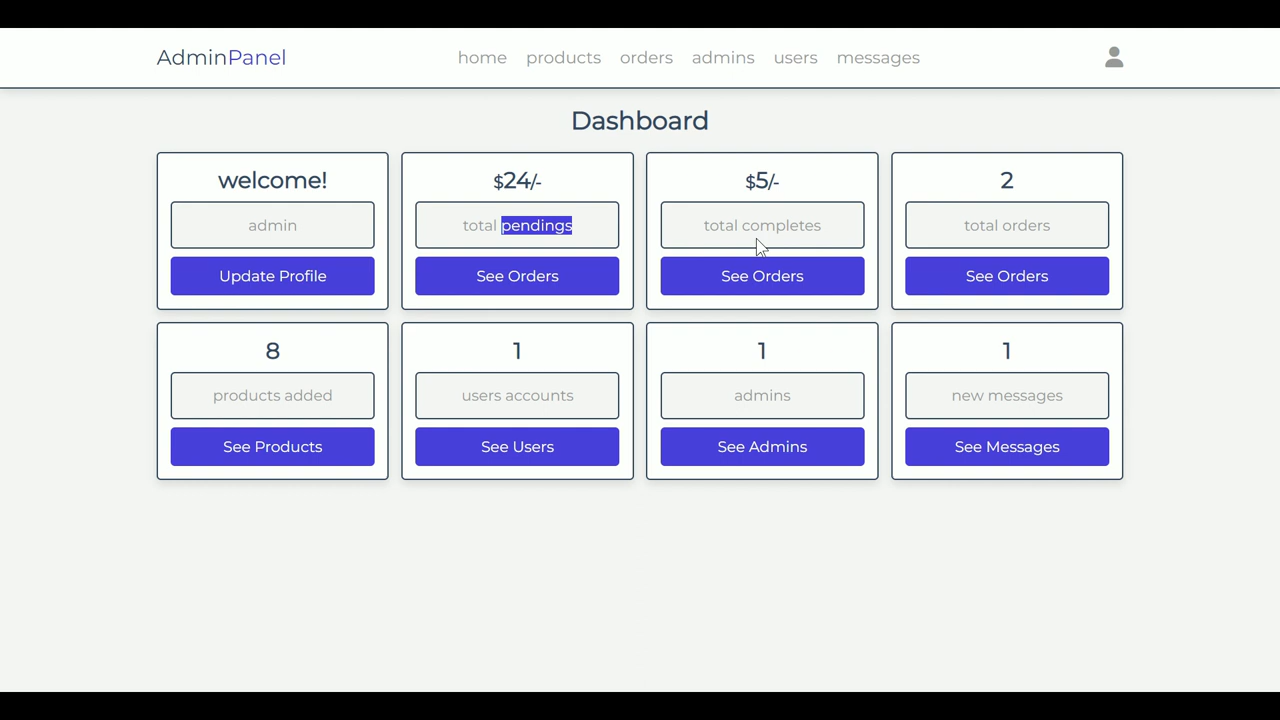 AdminPanel
home products orders admins users messages
Dashboard
welcome!
admin
Update Profile
$24/-
total pendings
See Orders
$5/-
total completes
See Orders
2
total orders
See Orders
8
products added
See Products
1
users accounts
See Users
1
admins
See Admins
1
new messages
See Messages